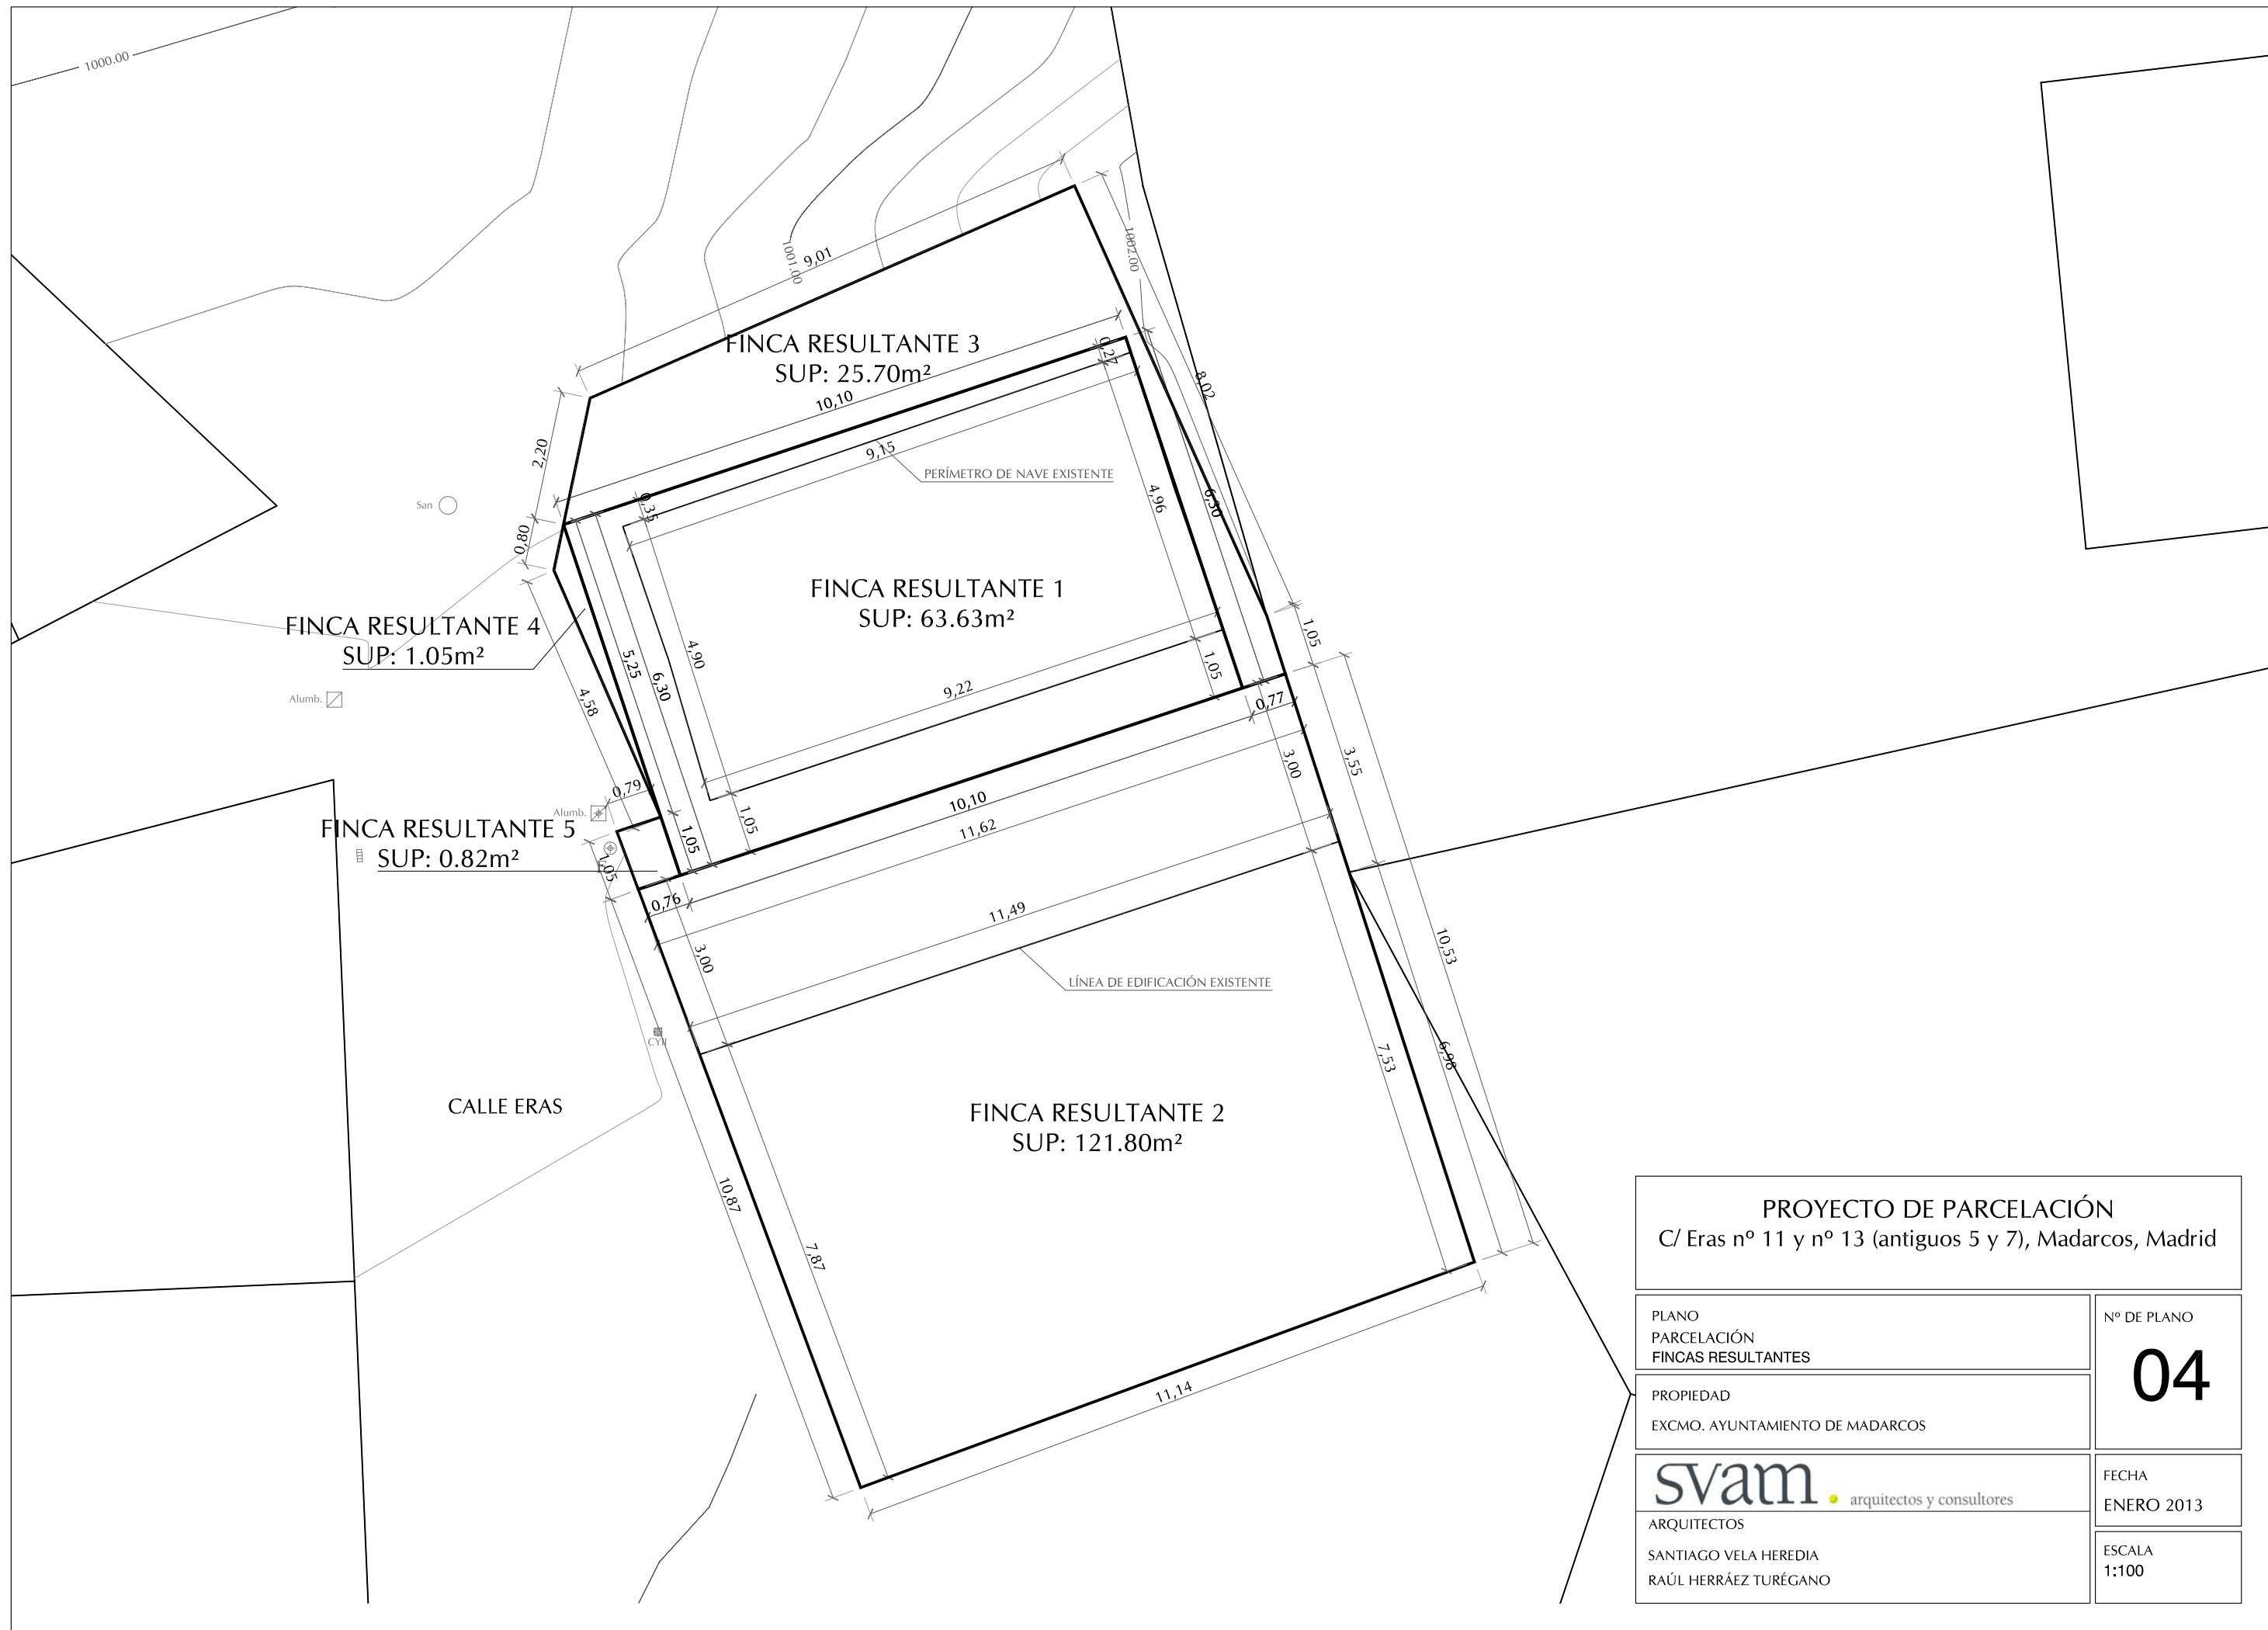 1000.00
1001.00
1002.00
9,01
FINCA RESULTANTE 3
SUP: 25.70m²
10,10
0,27
8,02
2,20
9,15
PERÍMETRO DE NAVE EXISTENTE
San
0,35
4,96
6,30
0,80
FINCA RESULTANTE 1
SUP: 63.63m²
FINCA RESULTANTE 4
SUP: 1.05m²
5,25
6,30
4,90
1,05
1,05
Alumb.
4,58
9,22
0,77
0,79
3,00
3,55
Alumb.
10,10
FINCA RESULTANTE 5
SUP: 0.82m²
1,05
1,05
1,05
11,62
0,76
11,49
3,00
10,53
LÍNEA DE EDIFICACIÓN EXISTENTE
CYII
7,53
6,98
CALLE ERAS
FINCA RESULTANTE 2
SUP: 121.80m²
10,87
7,87
11,14
PROYECTO DE PARCELACIÓN
C/ Eras nº 11 y nº 13 (antiguos 5 y 7), Madarcos, Madrid
PLANO
PARCELACIÓN
FINCAS RESULTANTES
Nº DE PLANO
04
PROPIEDAD
EXCMO. AYUNTAMIENTO DE MADARCOS
svam. arquitectos y consultores
ARQUITECTOS
SANTIAGO VELA HEREDIA
RAÚL HERRÁEZ TURÉGANO
FECHA
ENERO 2013
ESCALA
1:100